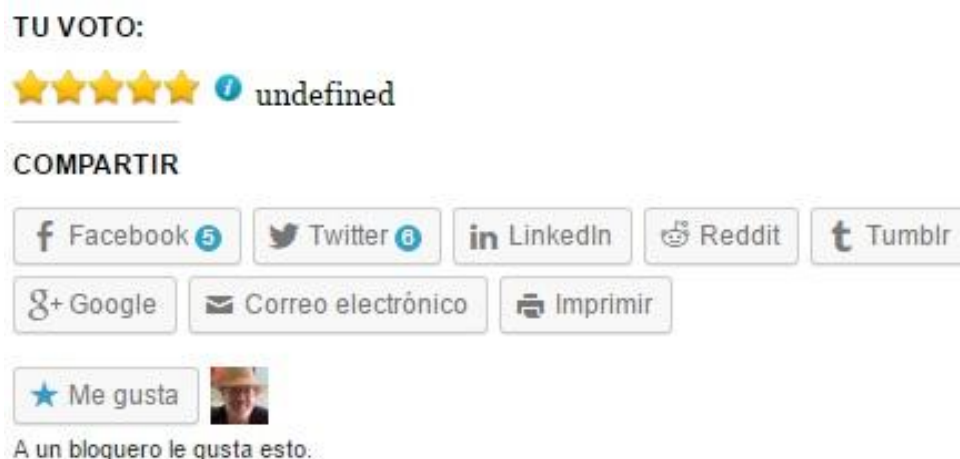 TU VOTO:
undefined
COMPARTIR
Facebook 5 Twitter 6 LinkedIn Reddit Tumblr
Google Correo electrónico Imprimir
Me gusta
A un bloguero le gusta esto.